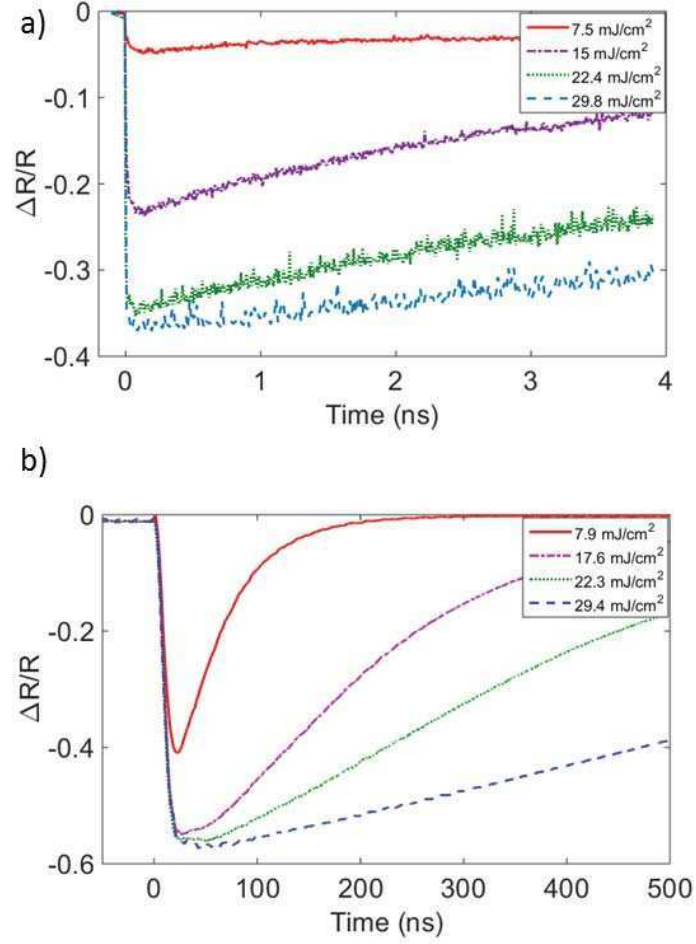 a)
0
-0.1
-0.2
-0.3
-0.4
ΔR/R
0 1 2 3 4
Time (ns)
7.5 mJ/cm²
15 mJ/cm²
22.4 mJ/cm²
29.8 mJ/cm²
b)
0
-0.2
-0.4
-0.6
ΔR/R
0 100 200 300 400 500
Time (ns)
7.9 mJ/cm²
17.6 mJ/cm²
22.3 mJ/cm²
29.4 mJ/cm²